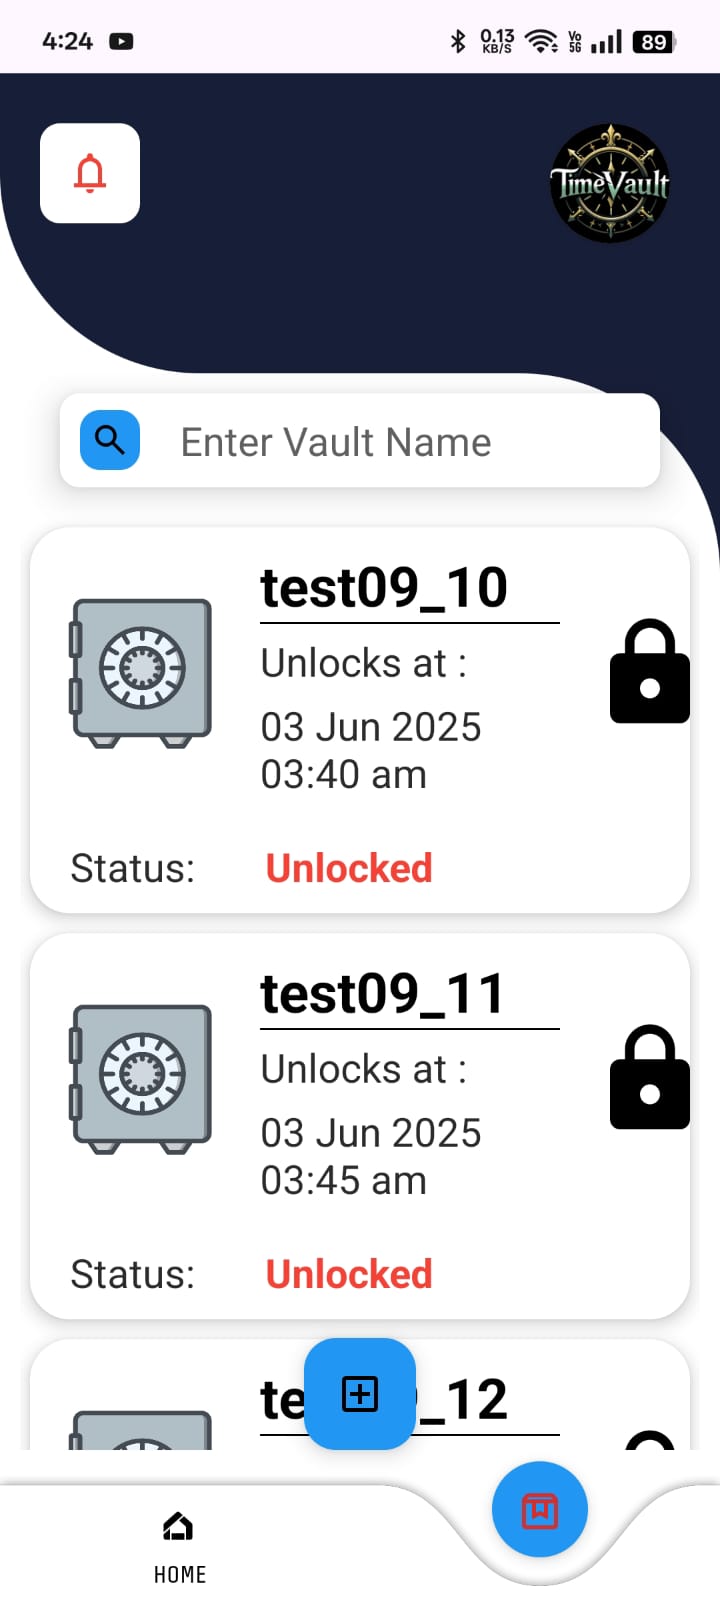 4:24
0.13
KB/S
Vo
5G
89
TimeVault
Enter Vault Name
test09_10
Unlocks at :
03 Jun 2025
03:40 am
Status: Unlocked
test09_11
Unlocks at :
03 Jun 2025
03:45 am
Status: Unlocked
te _12
HOME